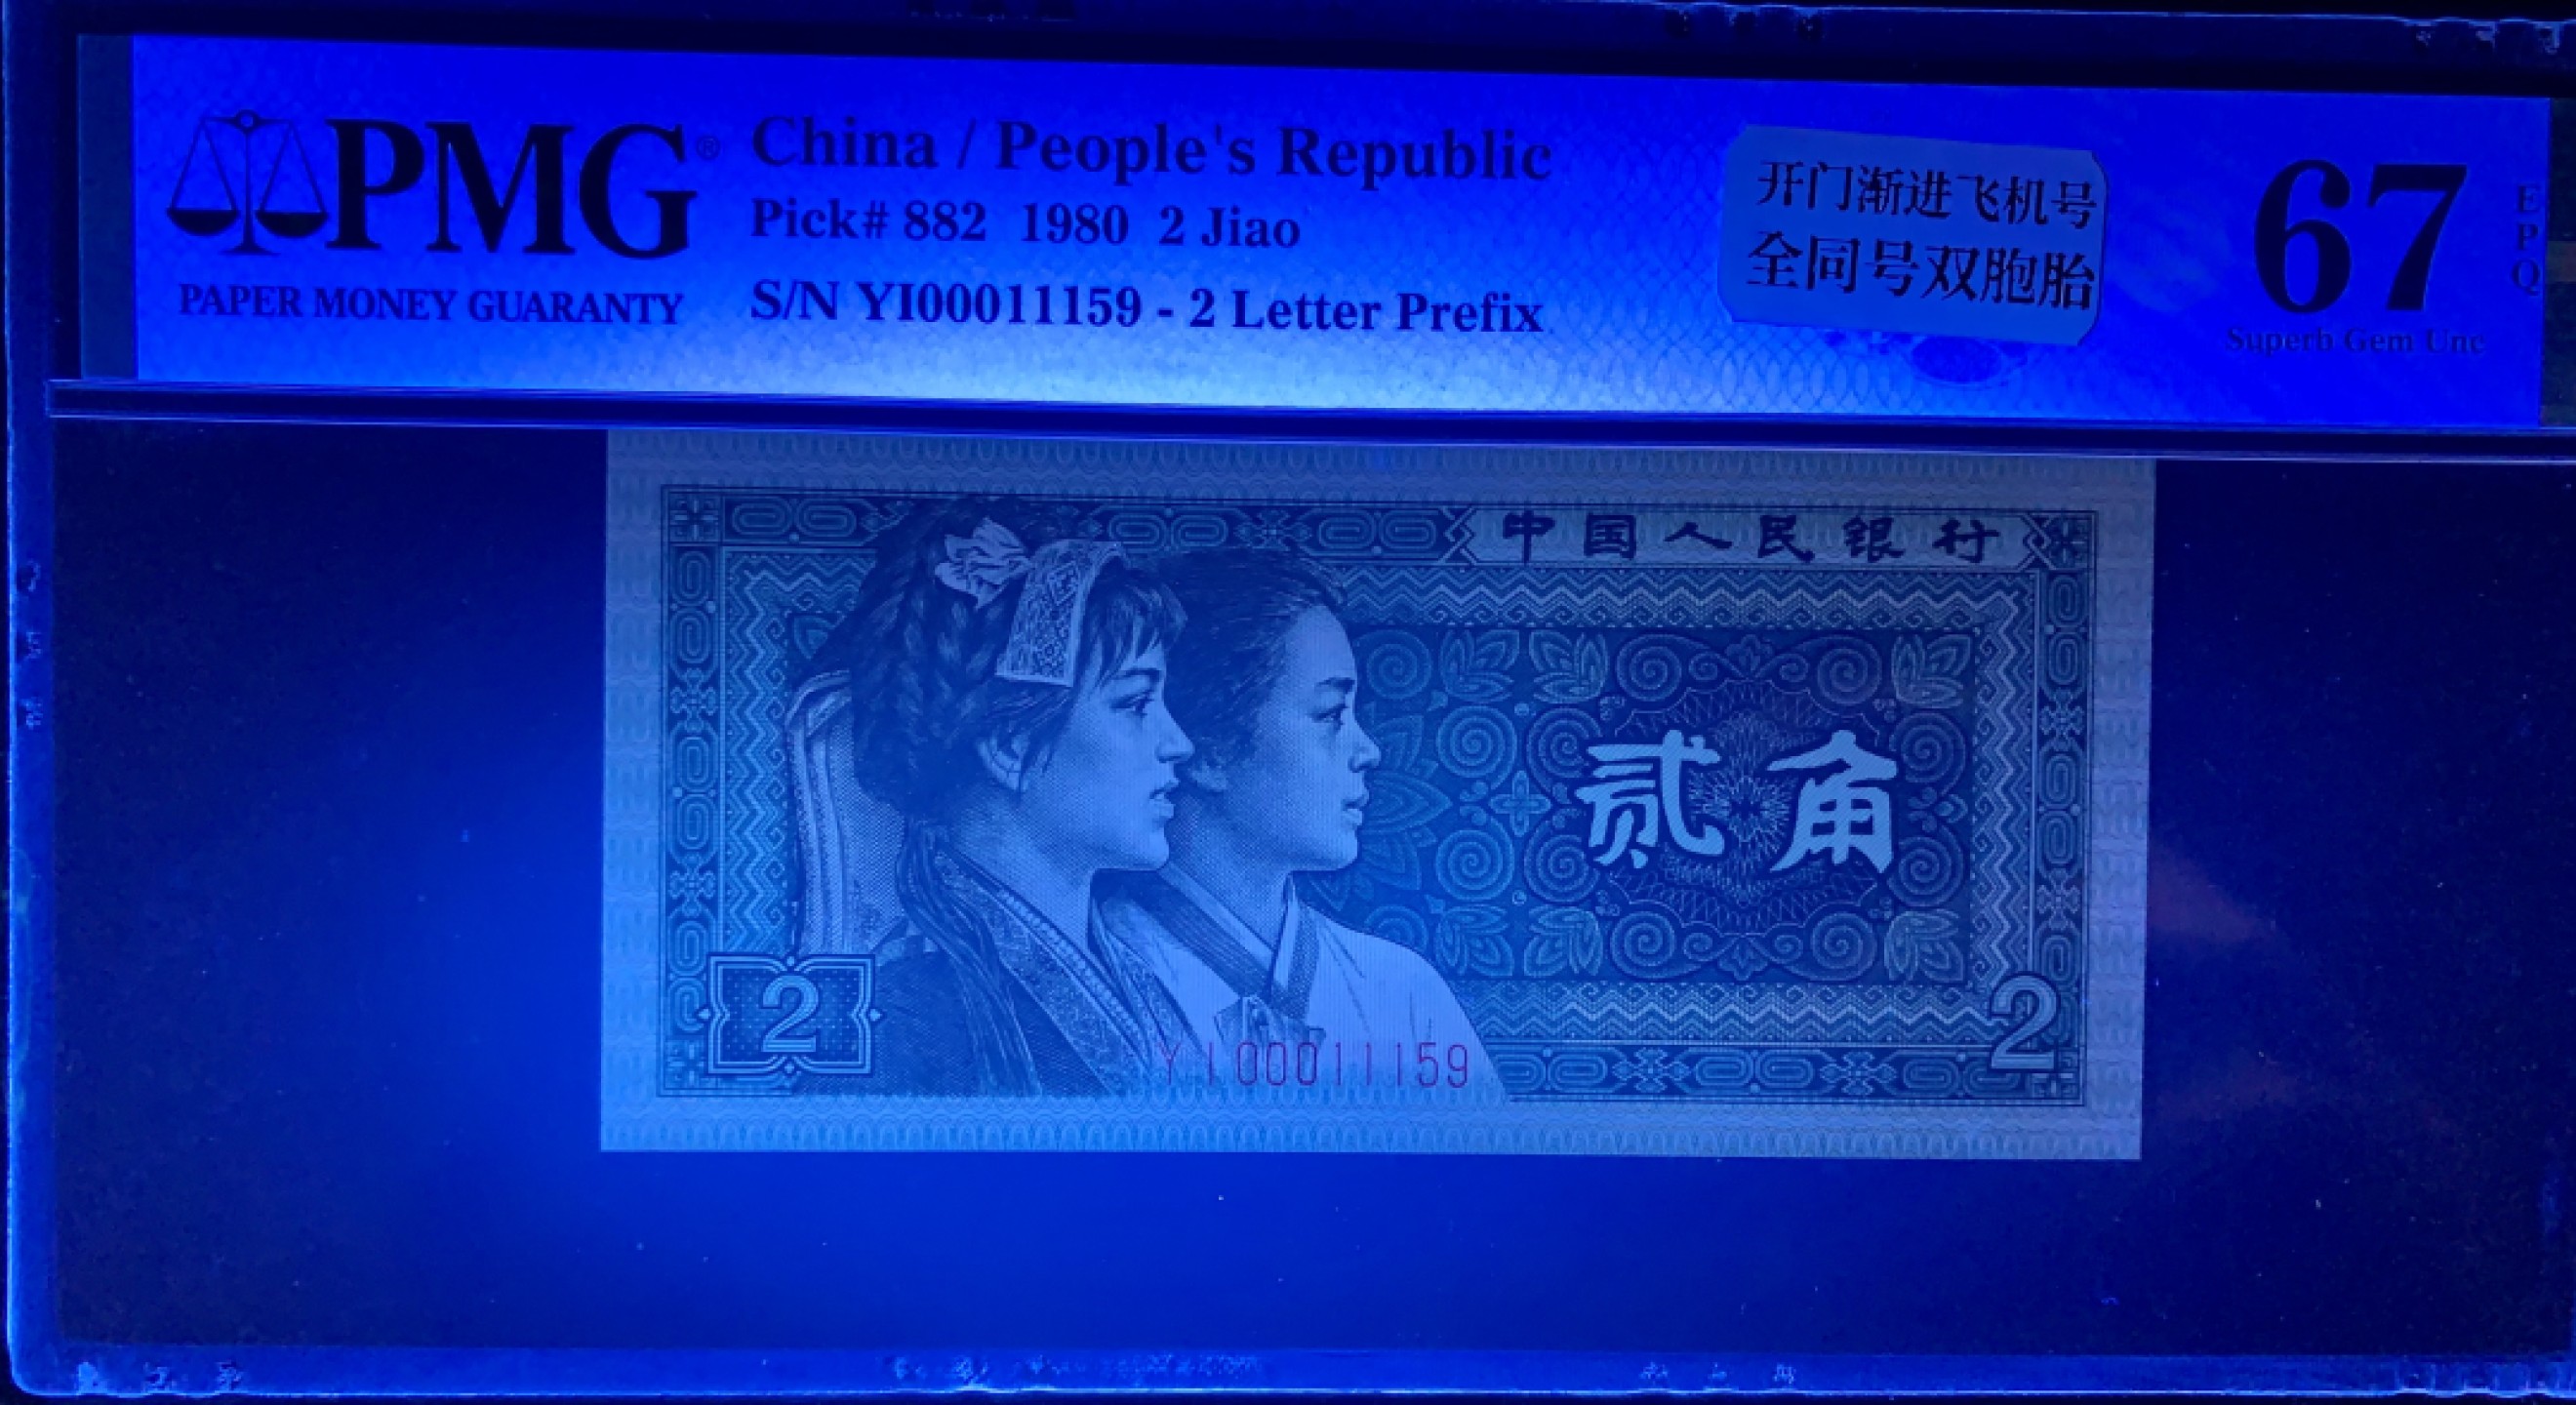 PMG®
PAPER MONEY GUARANTY
China / People's Republic
Pick# 882 1980 2 Jiao
S/N YI00011159 - 2 Letter Prefix
开门渐进飞机号
全同号双胞胎
67
EPQ
Superb Gem Unc
中国人民银行
贰角
2
2
YI00011159